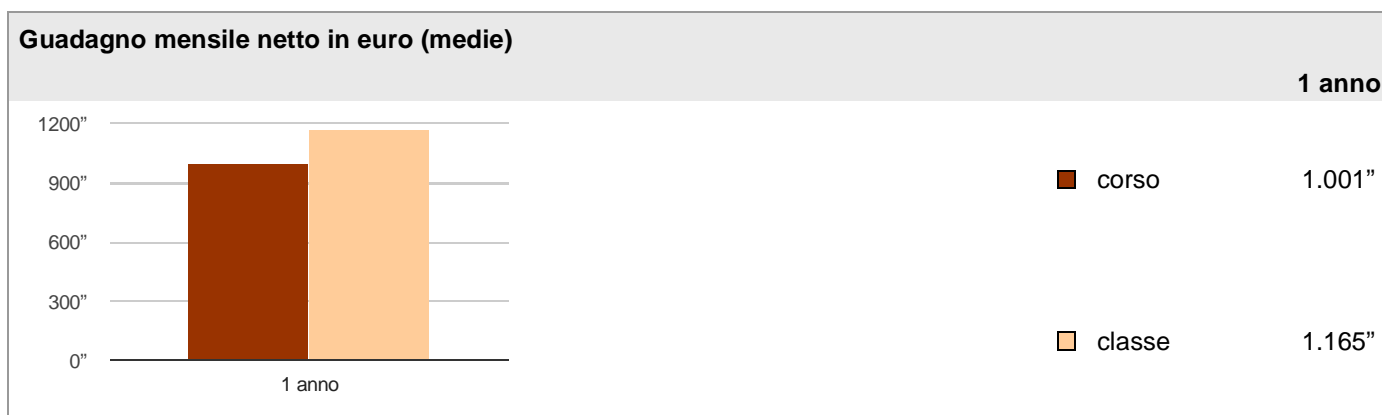 Guadagno mensile netto in euro (medie)
1 anno
1200”
900”
600”
300”
0”
1 anno
corso 1.001”
classe 1.165”